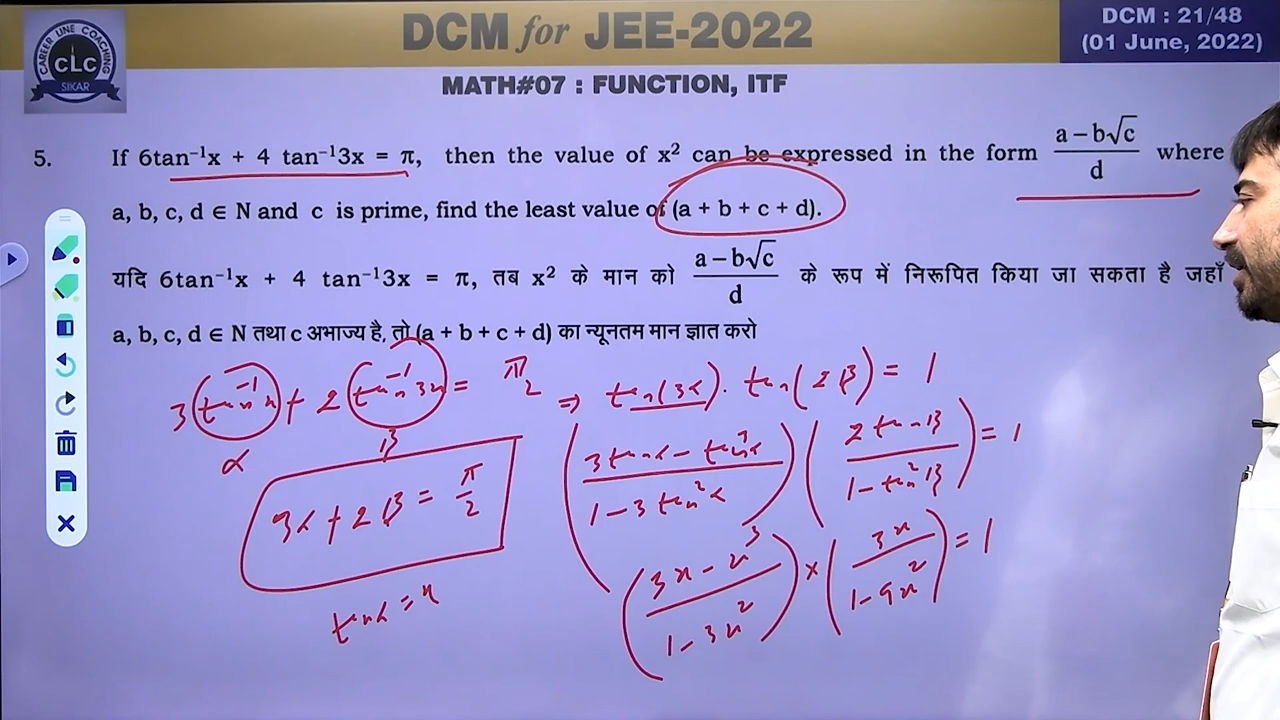 DCM for JEE-2022
DCM : 21/48
(01 June, 2022)
CAREER LINE COACHING
CLC
SIKAR
MATH#07 : FUNCTION, ITF
5. If 6tan⁻¹x + 4 tan⁻¹3x = π, then the value of x² can be expressed in the form (a – b√c)/d where
a, b, c, d ∈ N and c is prime, find the least value of (a + b + c + d).
यदि 6tan⁻¹x + 4 tan⁻¹3x = π, तब x² के मान को (a – b√c)/d के रूप में निरूपित किया जा सकता है जहाँ
a, b, c, d ∈ N तथा c अभाज्य है, तो (a + b + c + d) का न्यूनतम मान ज्ञात करो
3(tan⁻¹x) + 2(tan⁻¹3x) = π/2 ⇒ tan(3α). tan(2β) = 1
α β
((3tanα – tan³α)/(1 – 3tan²α)) ((2tanβ)/(1 – tan²β)) = 1
3α + 2β = π/2
((3x – x³)/(1 – 3x²)) × ((3x)/(1 – 9x²)) = 1
tanα = x